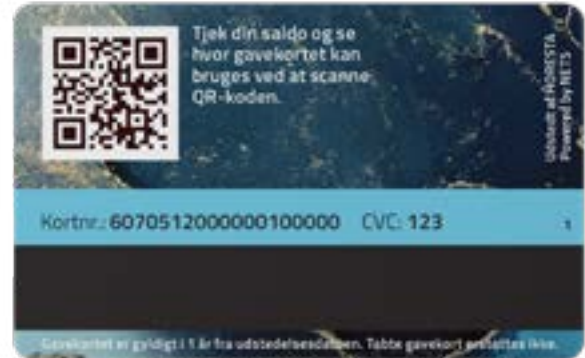 Tjek din saldo og se
hvor gavekortet kan
bruges ved at scanne
QR-koden.
Udstedt af HORESTA
Powered by NETS
Kortnr.: 6070512000000100000 CVC: 123
1
Gavekortet er gyldigt i 1 år fra udstedelsesdatoen. Tabte gavekort erstattes ikke.